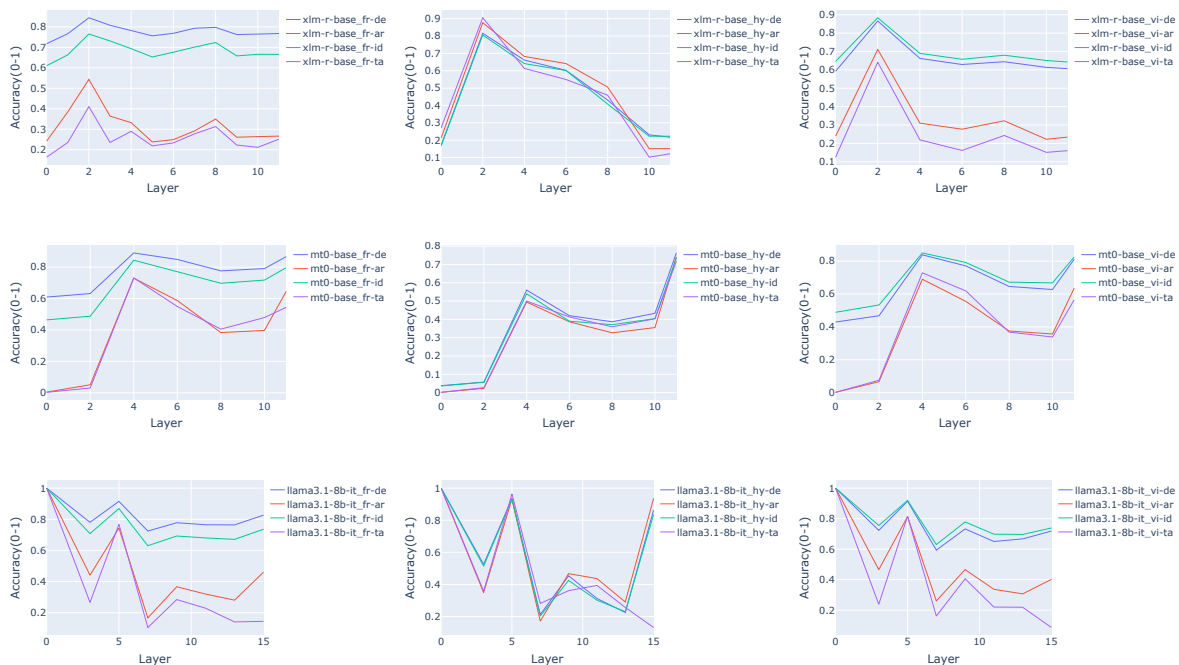 Accuracy(0-1)
0.8
0.7
0.6
0.5
0.4
0.3
0.2
0
2
4
6
8
10
Layer
xlm-r-base_fr-de
xlm-r-base_fr-ar
xlm-r-base_fr-id
xlm-r-base_fr-ta
Accuracy(0-1)
0.9
0.8
0.7
0.6
0.5
0.4
0.3
0.2
0.1
0
2
4
6
8
10
Layer
xlm-r-base_hy-de
xlm-r-base_hy-ar
xlm-r-base_hy-id
xlm-r-base_hy-ta
Accuracy(0-1)
0.9
0.8
0.7
0.6
0.5
0.4
0.3
0.2
0.1
0
2
4
6
8
10
Layer
xlm-r-base_vi-de
xlm-r-base_vi-ar
xlm-r-base_vi-id
xlm-r-base_vi-ta
Accuracy(0-1)
0.8
0.6
0.4
0.2
0
0
2
4
6
8
10
Layer
mt0-base_fr-de
mt0-base_fr-ar
mt0-base_fr-id
mt0-base_fr-ta
Accuracy(0-1)
0.8
0.7
0.6
0.5
0.4
0.3
0.2
0.1
0
0
2
4
6
8
10
Layer
mt0-base_hy-de
mt0-base_hy-ar
mt0-base_hy-id
mt0-base_hy-ta
Accuracy(0-1)
0.8
0.6
0.4
0.2
0
0
2
4
6
8
10
Layer
mt0-base_vi-de
mt0-base_vi-ar
mt0-base_vi-id
mt0-base_vi-ta
Accuracy(0-1)
1
0.8
0.6
0.4
0.2
0
5
10
15
Layer
llama3.1-8b-it_fr-de
llama3.1-8b-it_fr-ar
llama3.1-8b-it_fr-id
llama3.1-8b-it_fr-ta
Accuracy(0-1)
1
0.8
0.6
0.4
0.2
0
5
10
15
Layer
llama3.1-8b-it_hy-de
llama3.1-8b-it_hy-ar
llama3.1-8b-it_hy-id
llama3.1-8b-it_hy-ta
Accuracy(0-1)
1
0.8
0.6
0.4
0.2
0
5
10
15
Layer
llama3.1-8b-it_vi-de
llama3.1-8b-it_vi-ar
llama3.1-8b-it_vi-id
llama3.1-8b-it_vi-ta